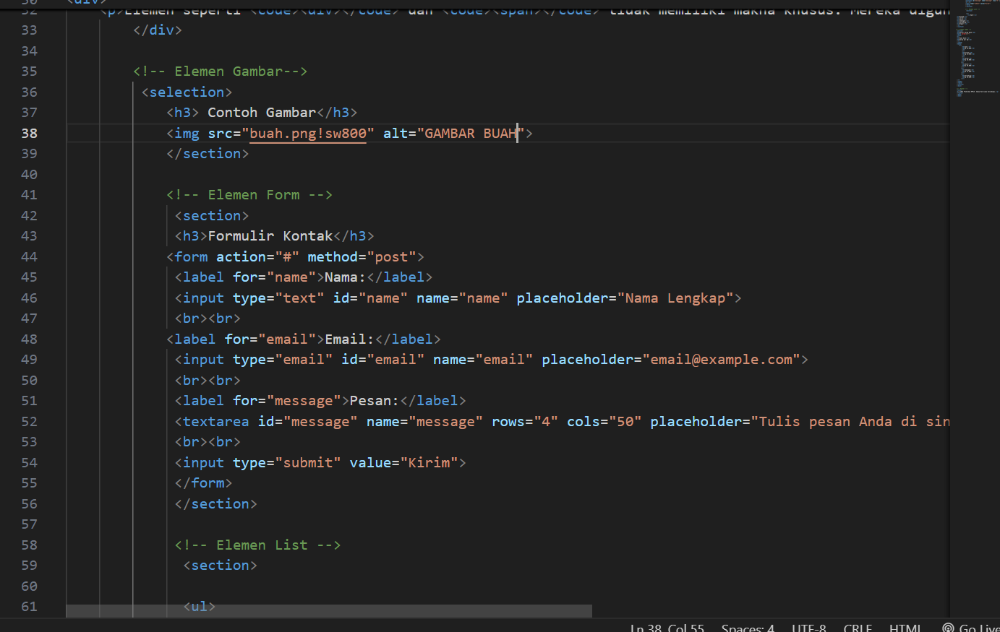 30 <div>
32 <p>Elemen seperti <code><div></code> dan <code><span></code> tidak memiliki makna khusus. Mereka digun
33 </div>
34
35 <!-- Elemen Gambar-->
36 <selection>
37 <h3> Contoh Gambar</h3>
38 <img src="buah.png!sw800" alt="GAMBAR BUAH">
39 </section>
40
41 <!-- Elemen Form -->
42 <section>
43 <h3>Formulir Kontak</h3>
44 <form action="#" method="post">
45 <label for="name">Nama:</label>
46 <input type="text" id="name" name="name" placeholder="Nama Lengkap">
47 <br><br>
48 <label for="email">Email:</label>
49 <input type="email" id="email" name="email" placeholder="email@example.com">
50 <br><br>
51 <label for="message">Pesan:</label>
52 <textarea id="message" name="message" rows="4" cols="50" placeholder="Tulis pesan Anda di sin
53 <br><br>
54 <input type="submit" value="Kirim">
55 </form>
56 </section>
57
58 <!-- Elemen List -->
59 <section>
60
61 <ul>
Ln 38, Col 55 Spaces: 4 UTF-8 CRLF HTML Go Live